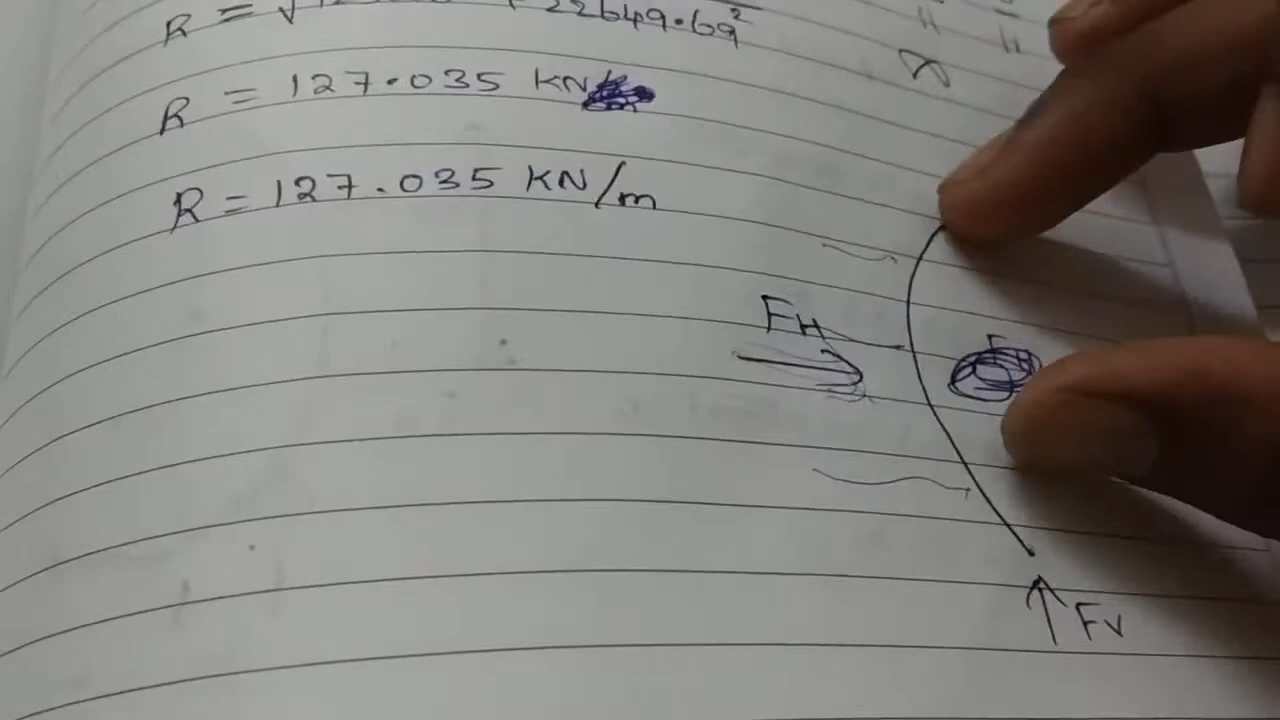 R = √ + 22649.69²
R = 127.035 KN
R = 127.035 KN/m
FH
Fv